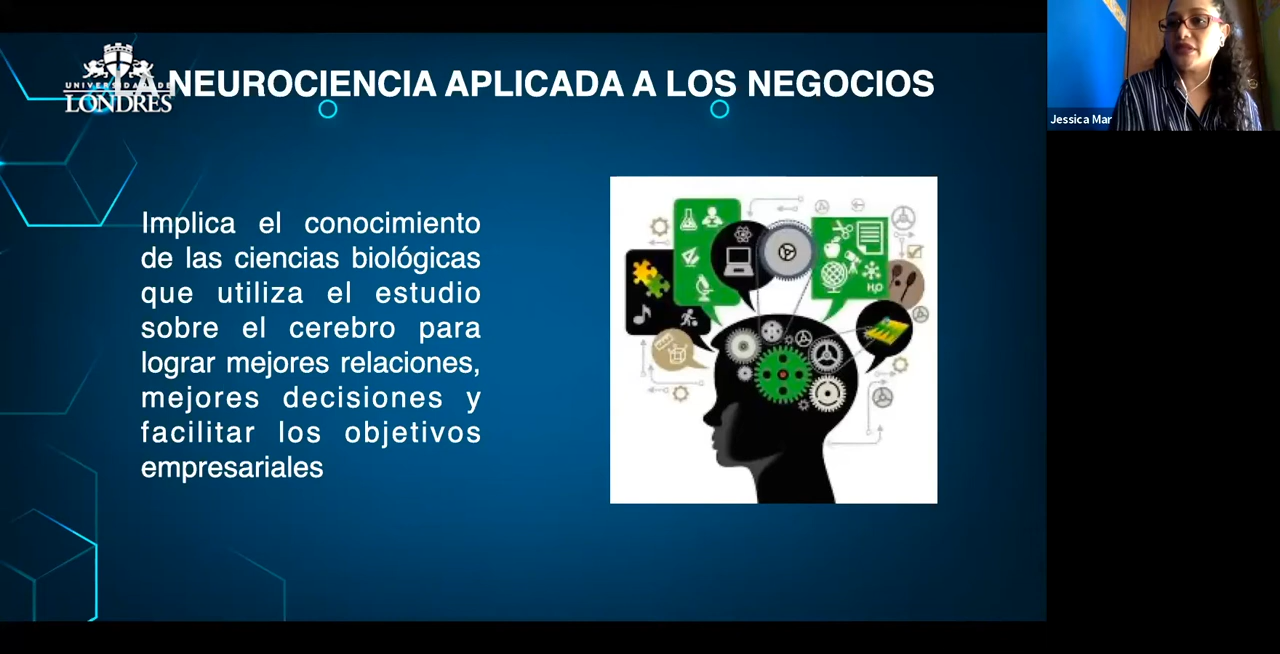 UNIVERSIDAD DE
LONDRES
LA NEUROCIENCIA APLICADA A LOS NEGOCIOS
Implica el conocimiento
de las ciencias biológicas
que utiliza el estudio
sobre el cerebro para
lograr mejores relaciones,
mejores decisiones y
facilitar los objetivos
empresariales
H₂O
Jessica Mar